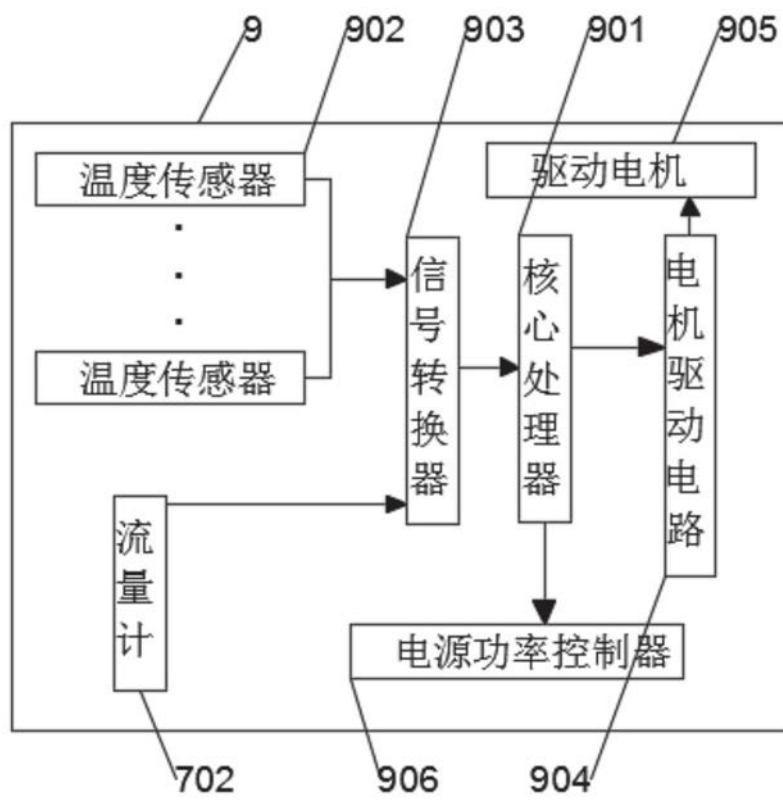 9
902
903
901
905
温度传感器
驱动电机
温度传感器
信号转换器
核心处理器
电机驱动电路
流量计
电源功率控制器
702
906
904